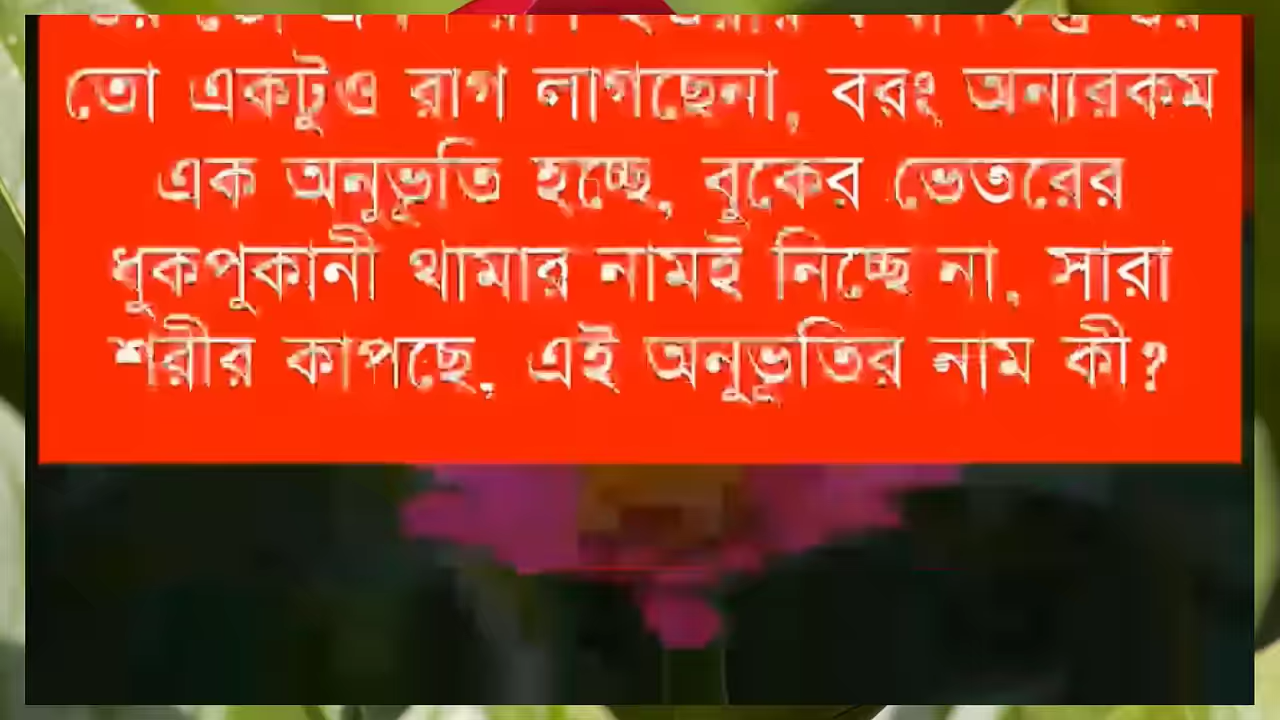 তো একটুও রাগ লাগছেনা, বরং অন্যরকম
এক অনুভূতি হচ্ছে, বুকের ভেতরের
ধুকপুকানী থামার নামই নিচ্ছে না, সারা
শরীর কাপছে, এই অনুভূতির নাম কী?